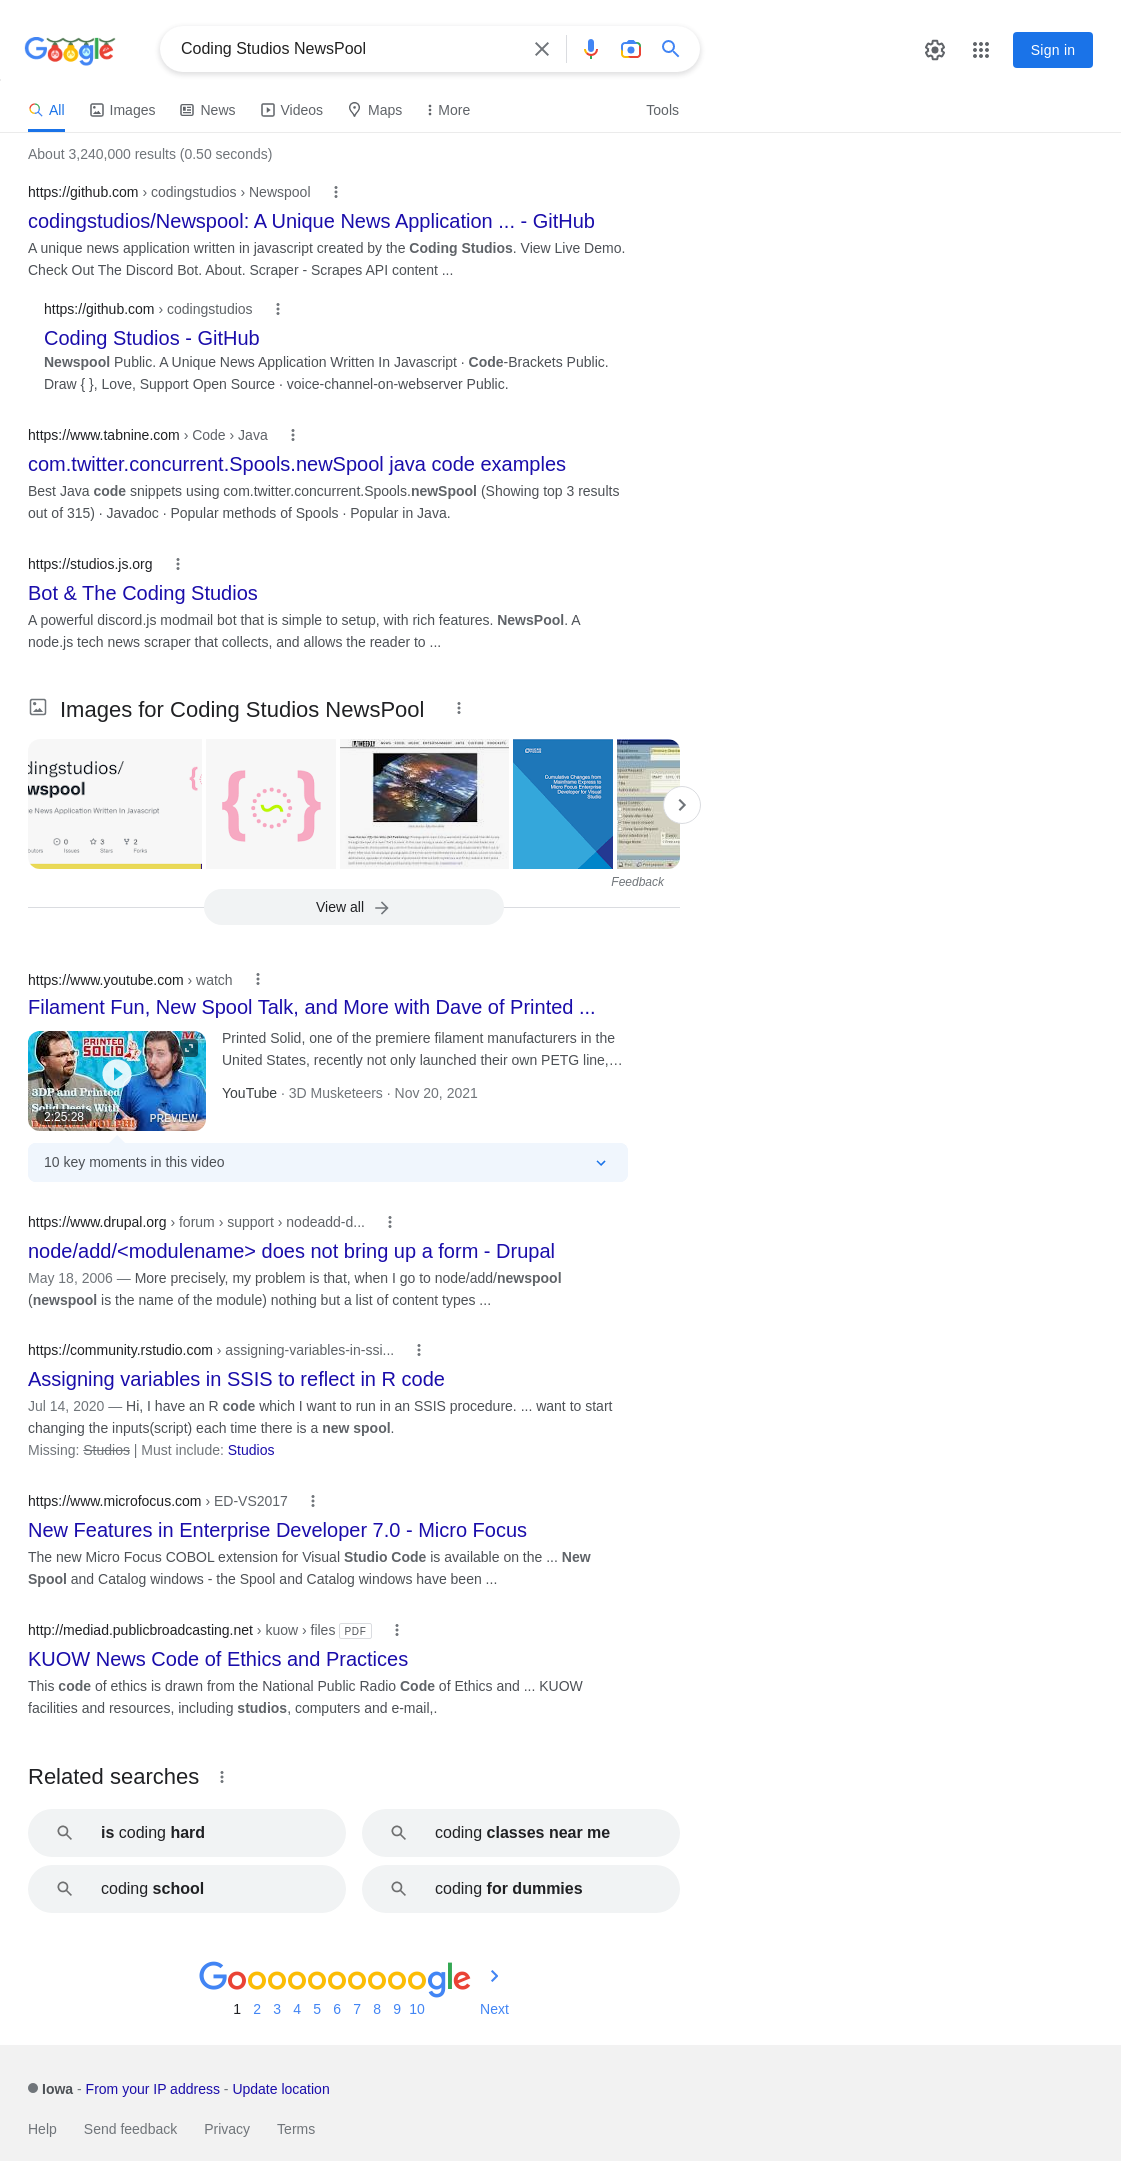 Google
Coding Studios NewsPool
Sign in
All
Images
News
Videos
Maps
More
Tools
About 3,240,000 results (0.50 seconds)
https://github.com › codingstudios › Newspool
codingstudios/Newspool: A Unique News Application ... - GitHub
A unique news application written in javascript created by the Coding Studios. View Live Demo.
Check Out The Discord Bot. About. Scraper - Scrapes API content ...
https://github.com › codingstudios
Coding Studios - GitHub
Newspool Public. A Unique News Application Written In Javascript · Code-Brackets Public.
Draw { }, Love, Support Open Source · voice-channel-on-webserver Public.
https://www.tabnine.com › Code › Java
com.twitter.concurrent.Spools.newSpool java code examples
Best Java code snippets using com.twitter.concurrent.Spools.newSpool (Showing top 3 results
out of 315) · Javadoc · Popular methods of Spools · Popular in Java.
https://studios.js.org
Bot & The Coding Studios
A powerful discord.js modmail bot that is simple to setup, with rich features. NewsPool. A
node.js tech news scraper that collects, and allows the reader to ...
Images for Coding Studios NewsPool
dingstudios/
wspool
e News Application Written In Javascript
0
3
2
Issues
Stars
Forks
Cumulative Changes from
Mainframe Express to
Micro Focus Enterprise
Developer for Visual
Studio
Feedback
View all
https://www.youtube.com › watch
Filament Fun, New Spool Talk, and More with Dave of Printed ...
PRINTED
SOLID
3DP and Printed
Solid Deets With
2:25:28
PREVIEW
Printed Solid, one of the premiere filament manufacturers in the
United States, recently not only launched their own PETG line,…
YouTube · 3D Musketeers · Nov 20, 2021
10 key moments in this video
https://www.drupal.org › forum › support › nodeadd-d...
node/add/<modulename> does not bring up a form - Drupal
May 18, 2006 — More precisely, my problem is that, when I go to node/add/newspool
(newspool is the name of the module) nothing but a list of content types ...
https://community.rstudio.com › assigning-variables-in-ssi...
Assigning variables in SSIS to reflect in R code
Jul 14, 2020 — Hi, I have an R code which I want to run in an SSIS procedure. ... want to start
changing the inputs(script) each time there is a new spool.
Missing: Studios | Must include: Studios
https://www.microfocus.com › ED-VS2017
New Features in Enterprise Developer 7.0 - Micro Focus
The new Micro Focus COBOL extension for Visual Studio Code is available on the ... New
Spool and Catalog windows - the Spool and Catalog windows have been ...
http://mediad.publicbroadcasting.net › kuow › files PDF
KUOW News Code of Ethics and Practices
This code of ethics is drawn from the National Public Radio Code of Ethics and ... KUOW
facilities and resources, including studios, computers and e-mail,.
Related searches
is coding hard
coding classes near me
coding school
coding for dummies
Goooooooooogle
1 2 3 4 5 6 7 8 9 10 Next
Iowa - From your IP address - Update location
Help Send feedback Privacy Terms